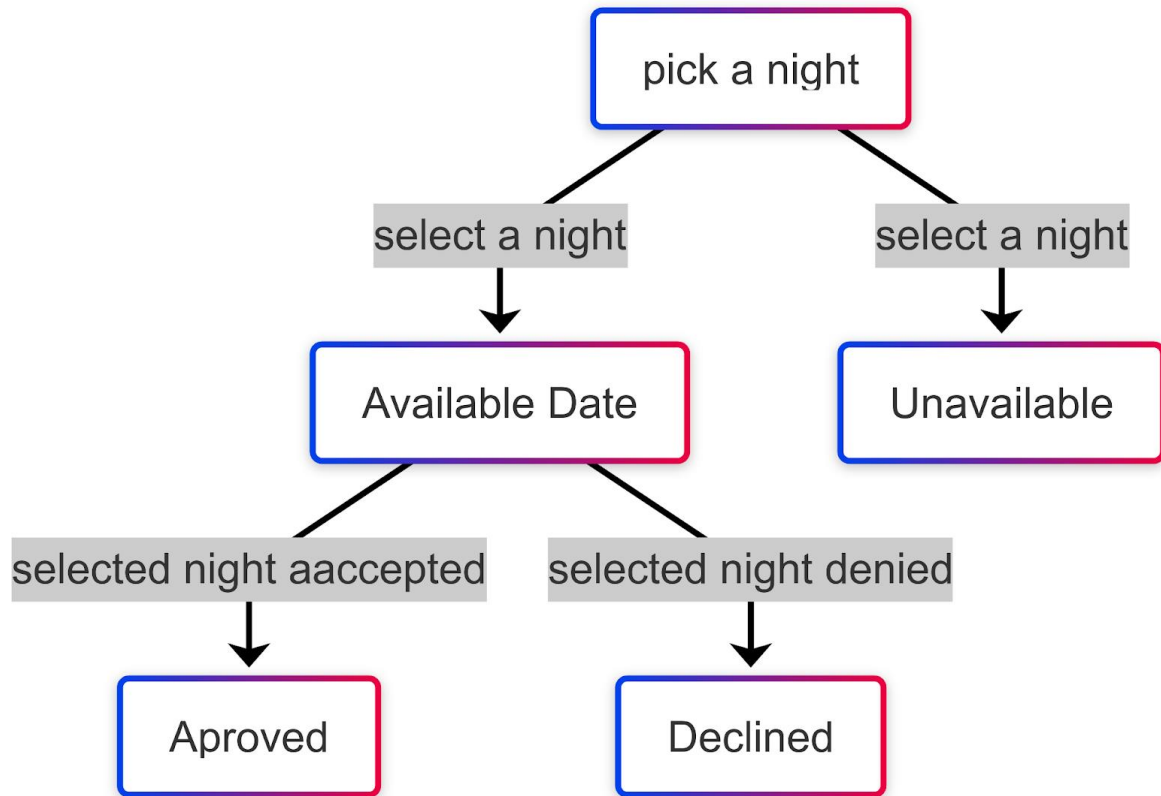 pick a night
select a night
select a night
Available Date
Unavailable
selected night aaccepted
selected night denied
Aproved
Declined